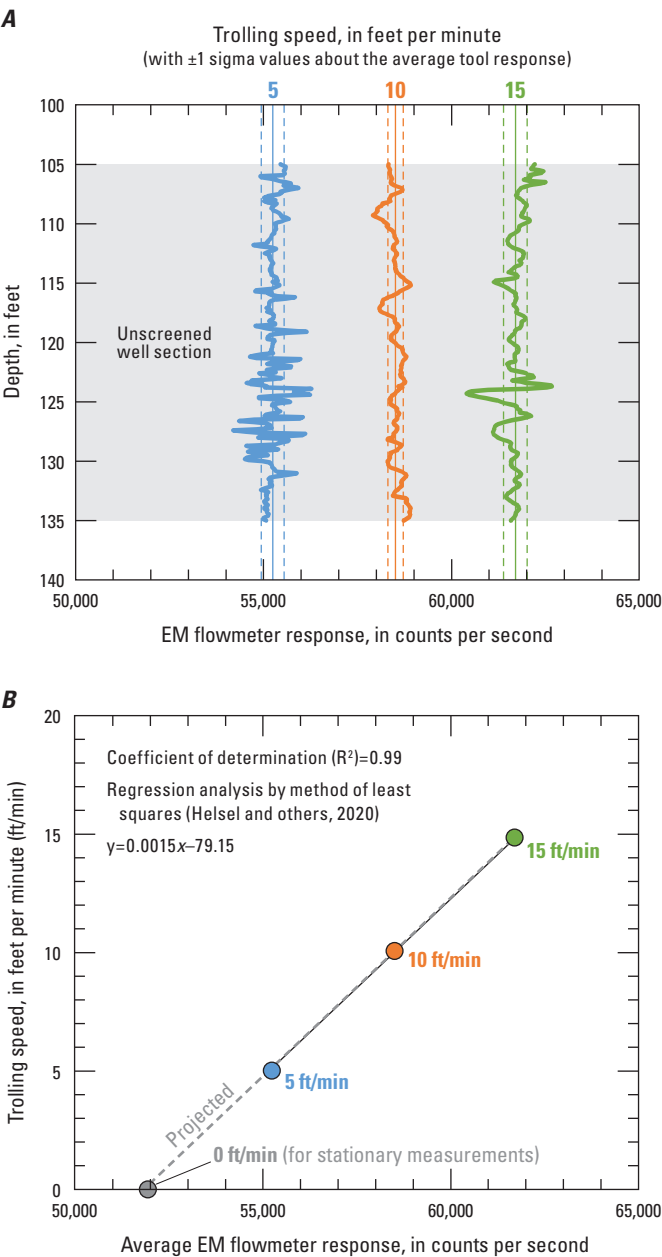 A
Trolling speed, in feet per minute
(with ±1 sigma values about the average tool response)
5 10 15
100
105
110
115
120
125
130
135
140
Depth, in feet
Unscreened
well section
50,000 55,000 60,000 65,000
EM flowmeter response, in counts per second
B
20
15
10
5
0
Trolling speed, in feet per minute (ft/min)
Coefficient of determination (R²)=0.99
Regression analysis by method of least
squares (Helsel and others, 2020)
y=0.0015x–79.15
15 ft/min
10 ft/min
5 ft/min
Projected
0 ft/min (for stationary measurements)
50,000 55,000 60,000 65,000
Average EM flowmeter response, in counts per second